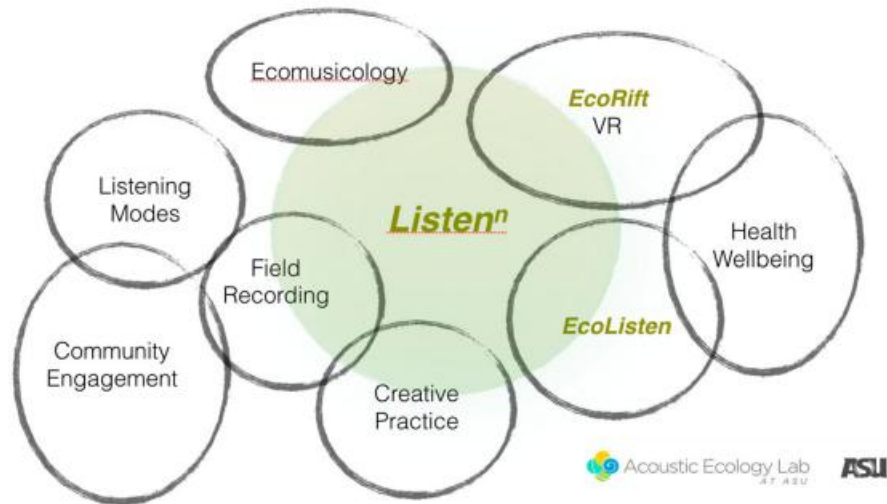 Ecomusicology
EcoRift
VR
Listening
Modes
Listenⁿ
Health
Wellbeing
Field
Recording
EcoListen
Community
Engagement
Creative
Practice
Acoustic Ecology Lab
AT ASU
ASU